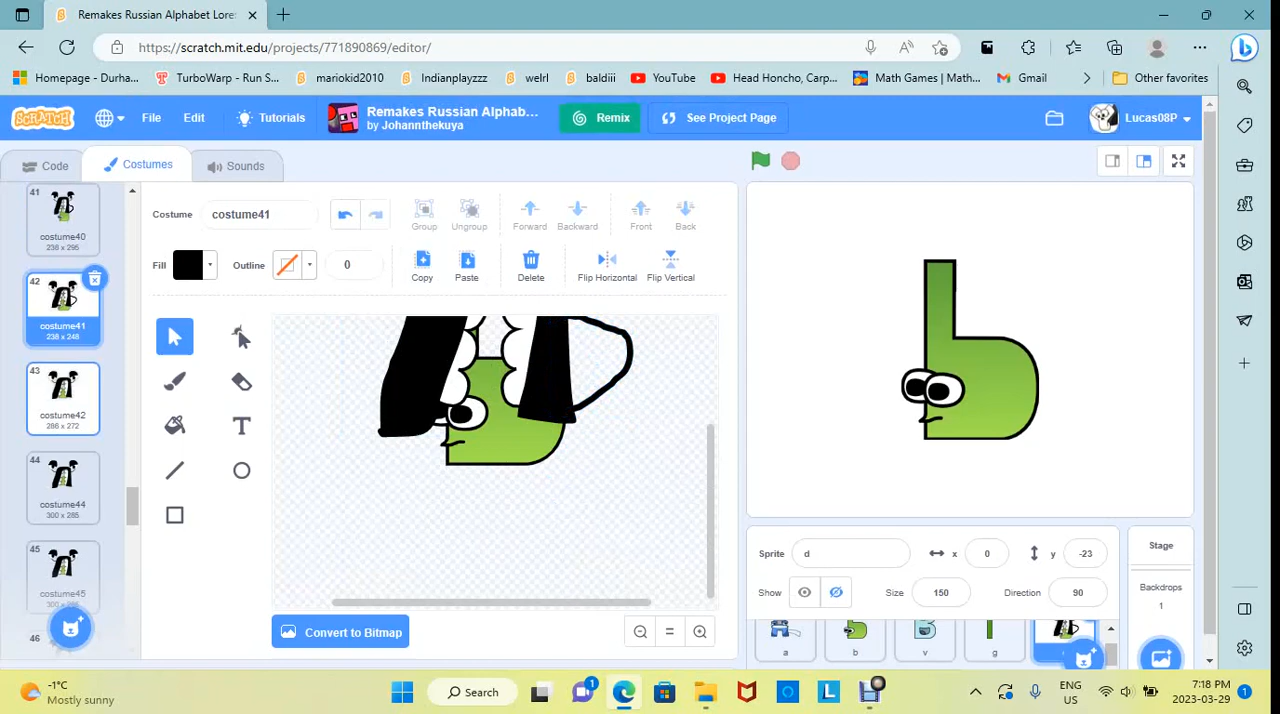 Remakes Russian Alphabet Lore
https://scratch.mit.edu/projects/771890869/editor/
Homepage - Durha... TurboWarp - Run S... mariokid2010 Indianplayzzz welrl baldiii YouTube Head Honcho, Carp... Math Games | Math... Gmail Other favorites
SCRATCH File Edit Tutorials Remakes Russian Alphab... by Johannthekuya Remix See Project Page Lucas08P
Code Costumes Sounds
41
costume40
238 x 295
42
costume41
238 x 248
43
costume42
286 x 272
44
costume44
300 x 285
45
costume45
46
Costume costume41 Group Ungroup Forward Backward Front Back
Fill Outline 0 Copy Paste Delete Flip Horizontal Flip Vertical
T
Convert to Bitmap
Sprite d x 0 y -23
Show Size 150 Direction 90
a b v g
Stage
Backdrops
1
-1°C
Mostly sunny
Search
1
L
ENG
US
7:18 PM
2023-03-29
1